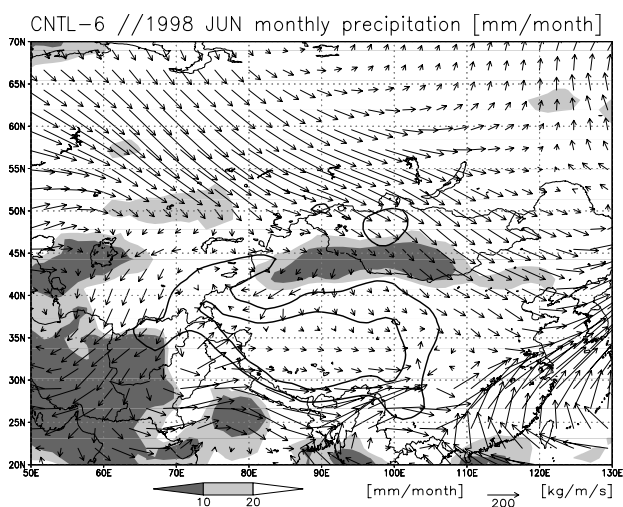 CNTL-6 //1998 JUN monthly precipitation [mm/month]
70N
65N
60N
55N
50N
45N
40N
35N
30N
25N
20N
50E 60E 70E 80E 90E 100E 110E 120E 130E
10 20 [mm/month] 200 [kg/m/s]